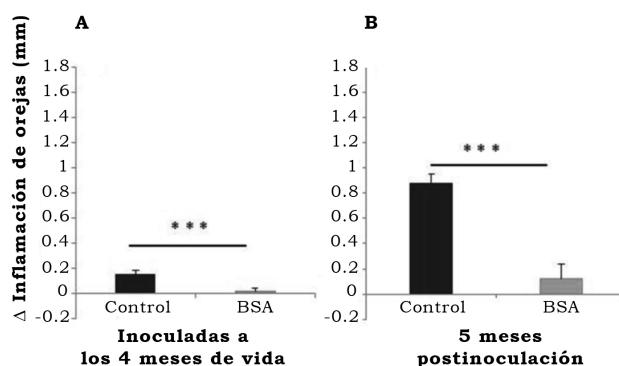 A
B
Δ Inflamación de orejas (mm)
1.8
1.6
1.4
1.2
1
0.8
0.6
0.4
0.2
0
-0.2
***
Control
BSA
Inoculadas a
los 4 meses de vida
1.8
1.6
1.4
1.2
1
0.8
0.6
0.4
0.2
0
-0.2
***
Control
BSA
5 meses
postinoculación